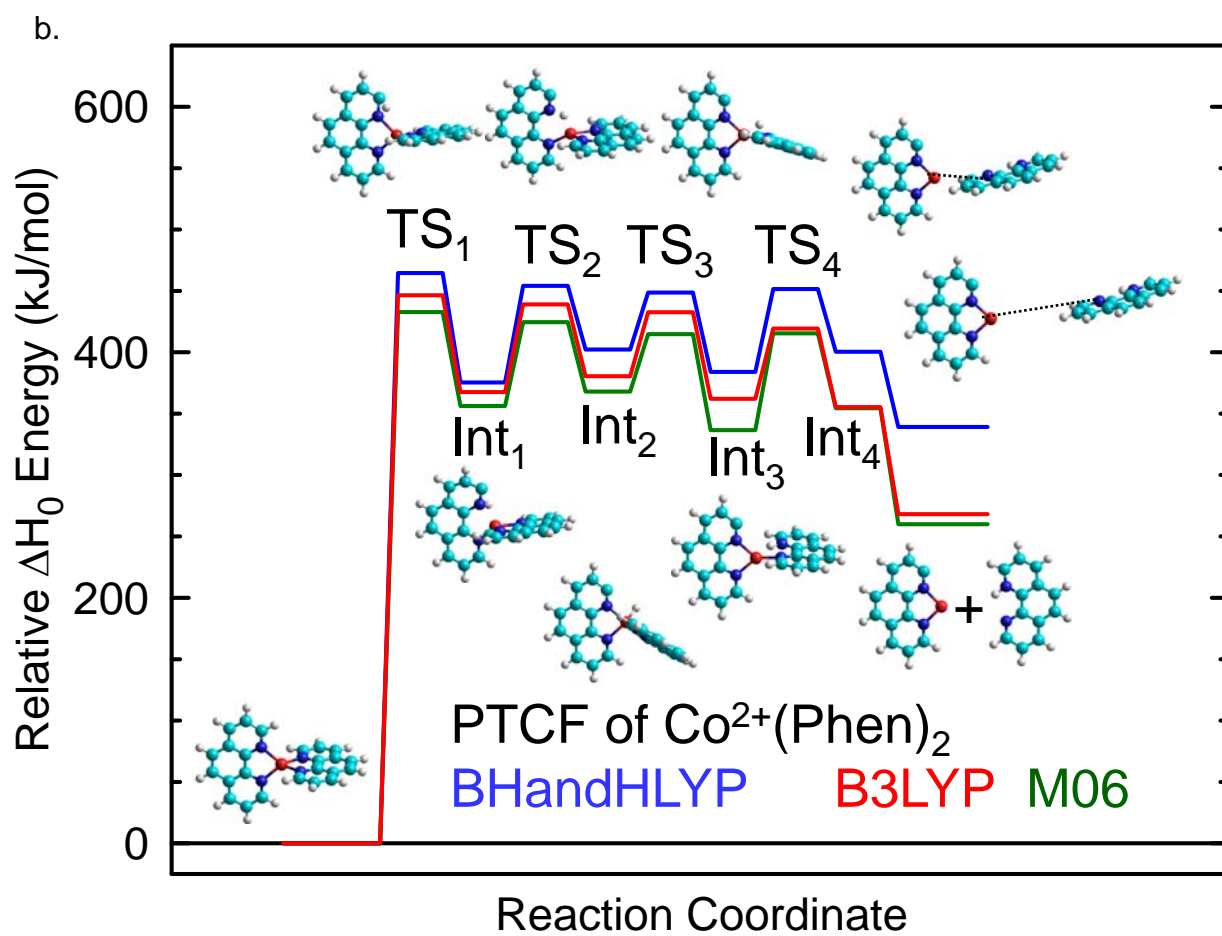 b.
Relative ΔH₀ Energy (kJ/mol)
600
400
200
0
TS₁
TS₂
TS₃
TS₄
Int₁
Int₂
Int₃
Int₄
+
PTCF of Co²⁺(Phen)₂
BHandHLYP B3LYP M06
Reaction Coordinate